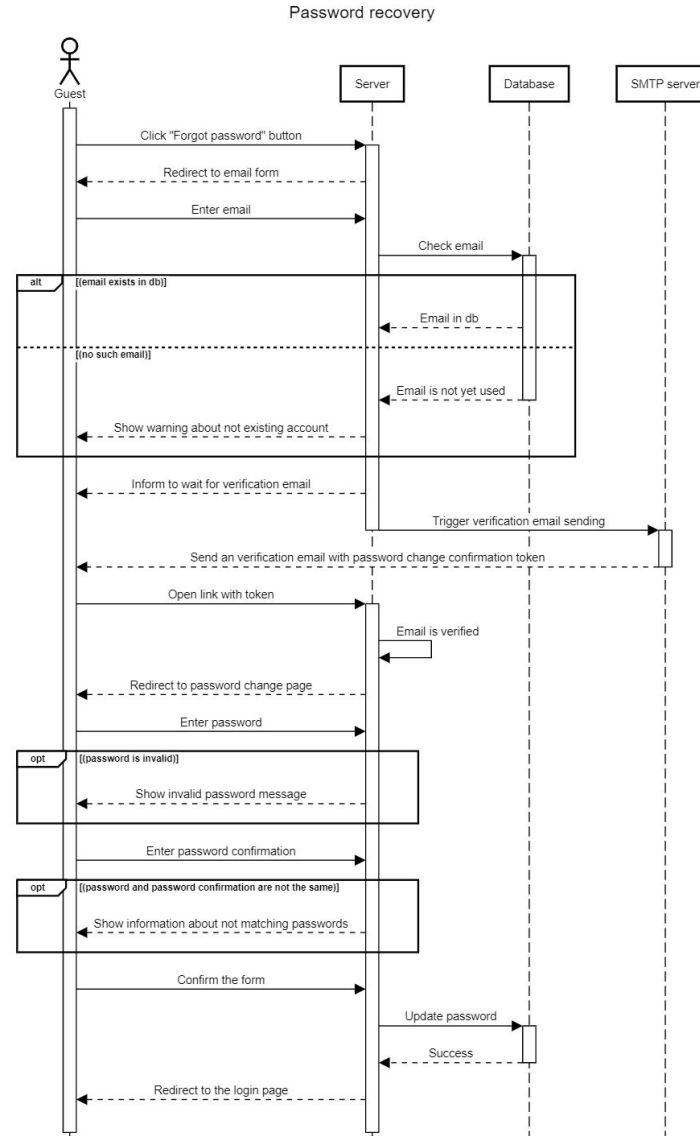 Password recovery
Guest
Server
Database
SMTP server
Click "Forgot password" button
Redirect to email form
Enter email
Check email
alt
[(email exists in db)]
Email in db
[(no such email)]
Email is not yet used
Show warning about not existing account
Inform to wait for verification email
Trigger verification email sending
Send an verification email with password change confirmation token
Open link with token
Email is verified
Redirect to password change page
Enter password
opt
[(password is invalid)]
Show invalid password message
Enter password confirmation
opt
[(password and password confirmation are not the same)]
Show information about not matching passwords
Confirm the form
Update password
Success
Redirect to the login page